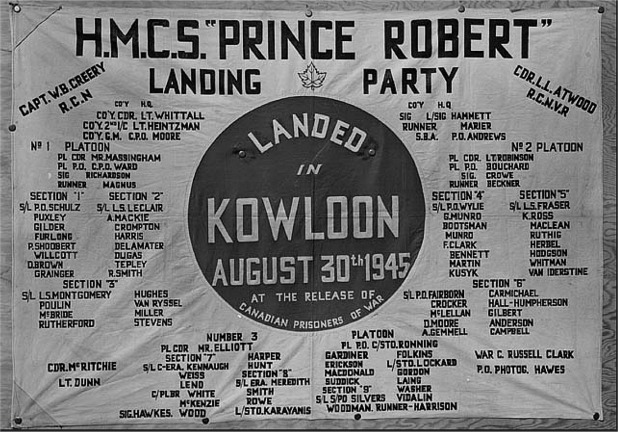 H.M.C.S. "PRINCE ROBERT"
LANDING PARTY
CAPT. W.B. CREERY
R.C.N
CDR. L.L. ATWOOD
R.C.N.V.R
CO'Y H.Q.
CO'Y. CDR. LT. WHITTALL
CO'Y. 2ND I/C LT. HEINTZMAN
CO'Y. G.M. C.P.O. MOORE
CO'Y H.Q
SIG L/SIG HAMMETT
RUNNER MARIER
S.B.A. P.O. ANDREWS
Nº 1 PLATOON
PL CDR MR. MASSINGHAM
PL P.O. C.P.O. WARD
SIG RICHARDSON
RUNNER MAGNUS
SECTION "1"
S/L P.O. SCHULZ
PUXLEY
GILDER
FURLONG
P. SHOOBERT
WILLCOTT
D. BROWN
GRAINGER
SECTION "2"
S/L L.S. LECLAIR
A. MACKIE
CROMPTON
HARRIS
DELAMATER
DUGAS
TEPLEY
R. SMITH
SECTION "3"
S/L L.S. MONTGOMERY HUGHES
POULIN VAN RYSSEL
MCBRIDE MILLER
RUTHERFORD STEVENS
LANDED
IN
KOWLOON
AUGUST 30th 1945
AT THE RELEASE OF
CANADIAN PRISONERS OF WAR
Nº 2 PLATOON
PL CDR. LT. ROBINSON
PL P.O BOUCHARD
SIG. CROWE
RUNNER BECKNER
SECTION "4"
S/L P.O. WYLIE
G. MUNRO
BOOTSMAN
MUNRO
F. CLARK
BENNETT
MARTIN
KUSYK
SECTION "5"
S/L L.S. FRASER
K. ROSS
MACLEAN
RUTHIG
HERBEL
HODGSON
WHITMAN
VAN IDERSTINE
SECTION "6"
S/L P.O. FAIRBORN CARMICHAEL
CROCKER HALL-HUMPHERSON
MCLELLAN GILBERT
D. MOORE ANDERSON
A. GEMMELL CAMPBELL
NUMBER 3 PLATOON
PL CDR MR. ELLIOTT
PL P.O. C/STO. RONNING
SECTION "7"
S/L C-ERA. KENNAUGH
WEISS
LEND
C/PLBR WHITE
MCKENZIE
SIG. HAWKES. WOOD
HARPER
HUNT
SECTION "8"
S/L ERA. MEREDITH
SMITH
ROWE
L/STO. KARAYANIS
GARDINER
ERICKSON
MACDONALD
SUDDICK
SECTION "9"
S/L S/PO SILVERS
WOODMAN. RUNNER-HARRISON
FOLKINS
L/STO. LOCKARD
GORDON
LAING
WASHER
VIDALIN
CDR. MCRITCHIE
LT. DUNN
WAR C. RUSSELL CLARK
P.O. PHOTOG. HAWES